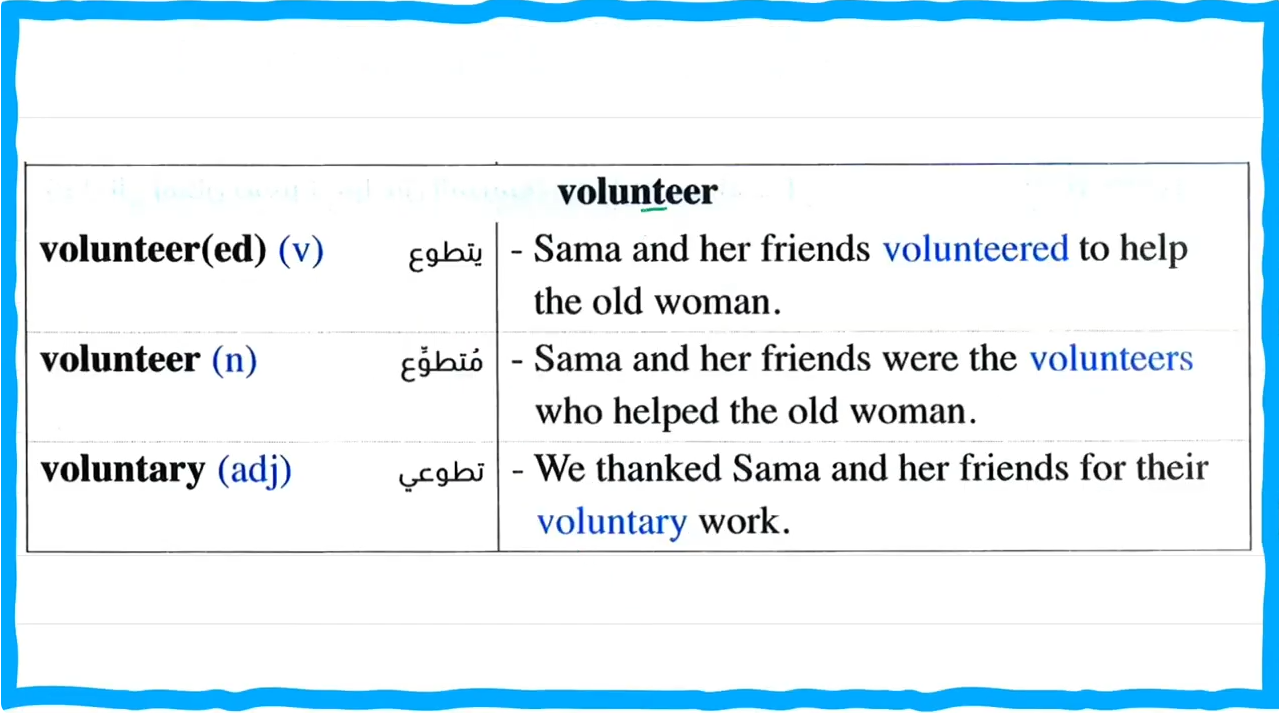 volunteer
volunteer(ed) (v) يتطوع - Sama and her friends volunteered to help
the old woman.
volunteer (n) مُتطوِّع - Sama and her friends were the volunteers
who helped the old woman.
voluntary (adj) تطوعي - We thanked Sama and her friends for their
voluntary work.